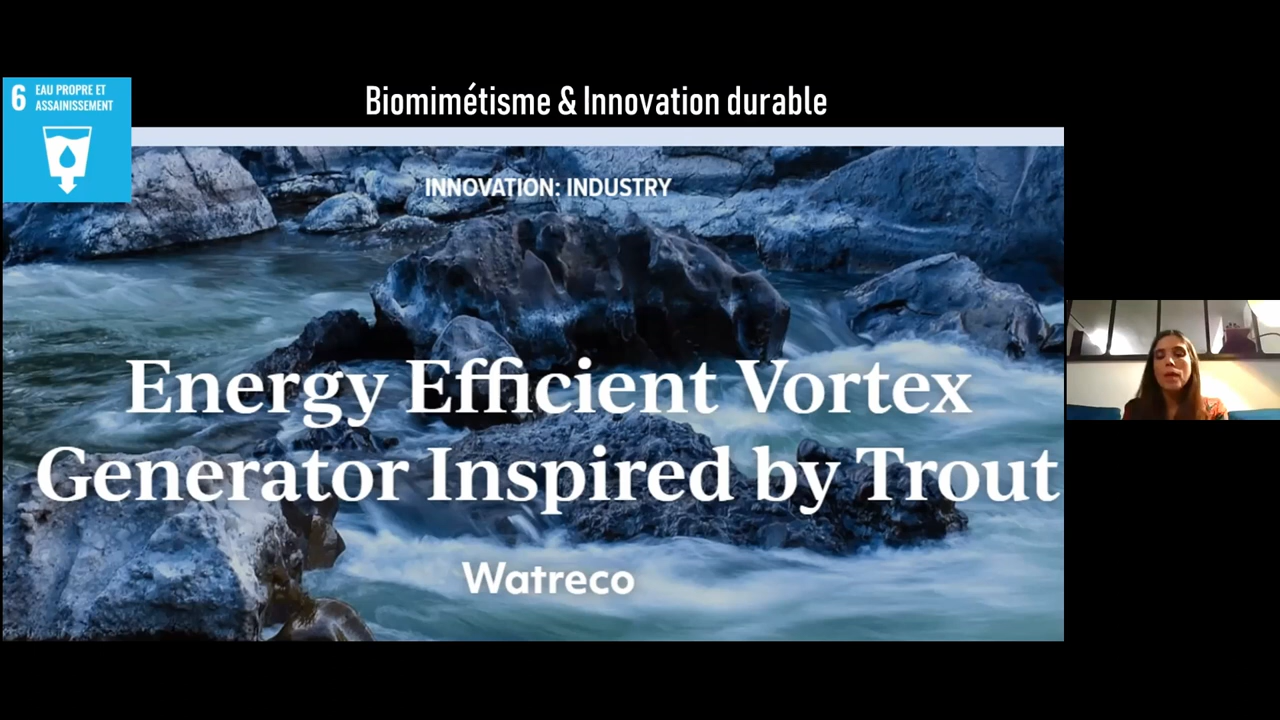 6 EAU PROPRE ET
ASSAINISSEMENT
Biomimétisme & Innovation durable
INNOVATION: INDUSTRY
Energy Efficient Vortex
Generator Inspired by Trout
Watreco